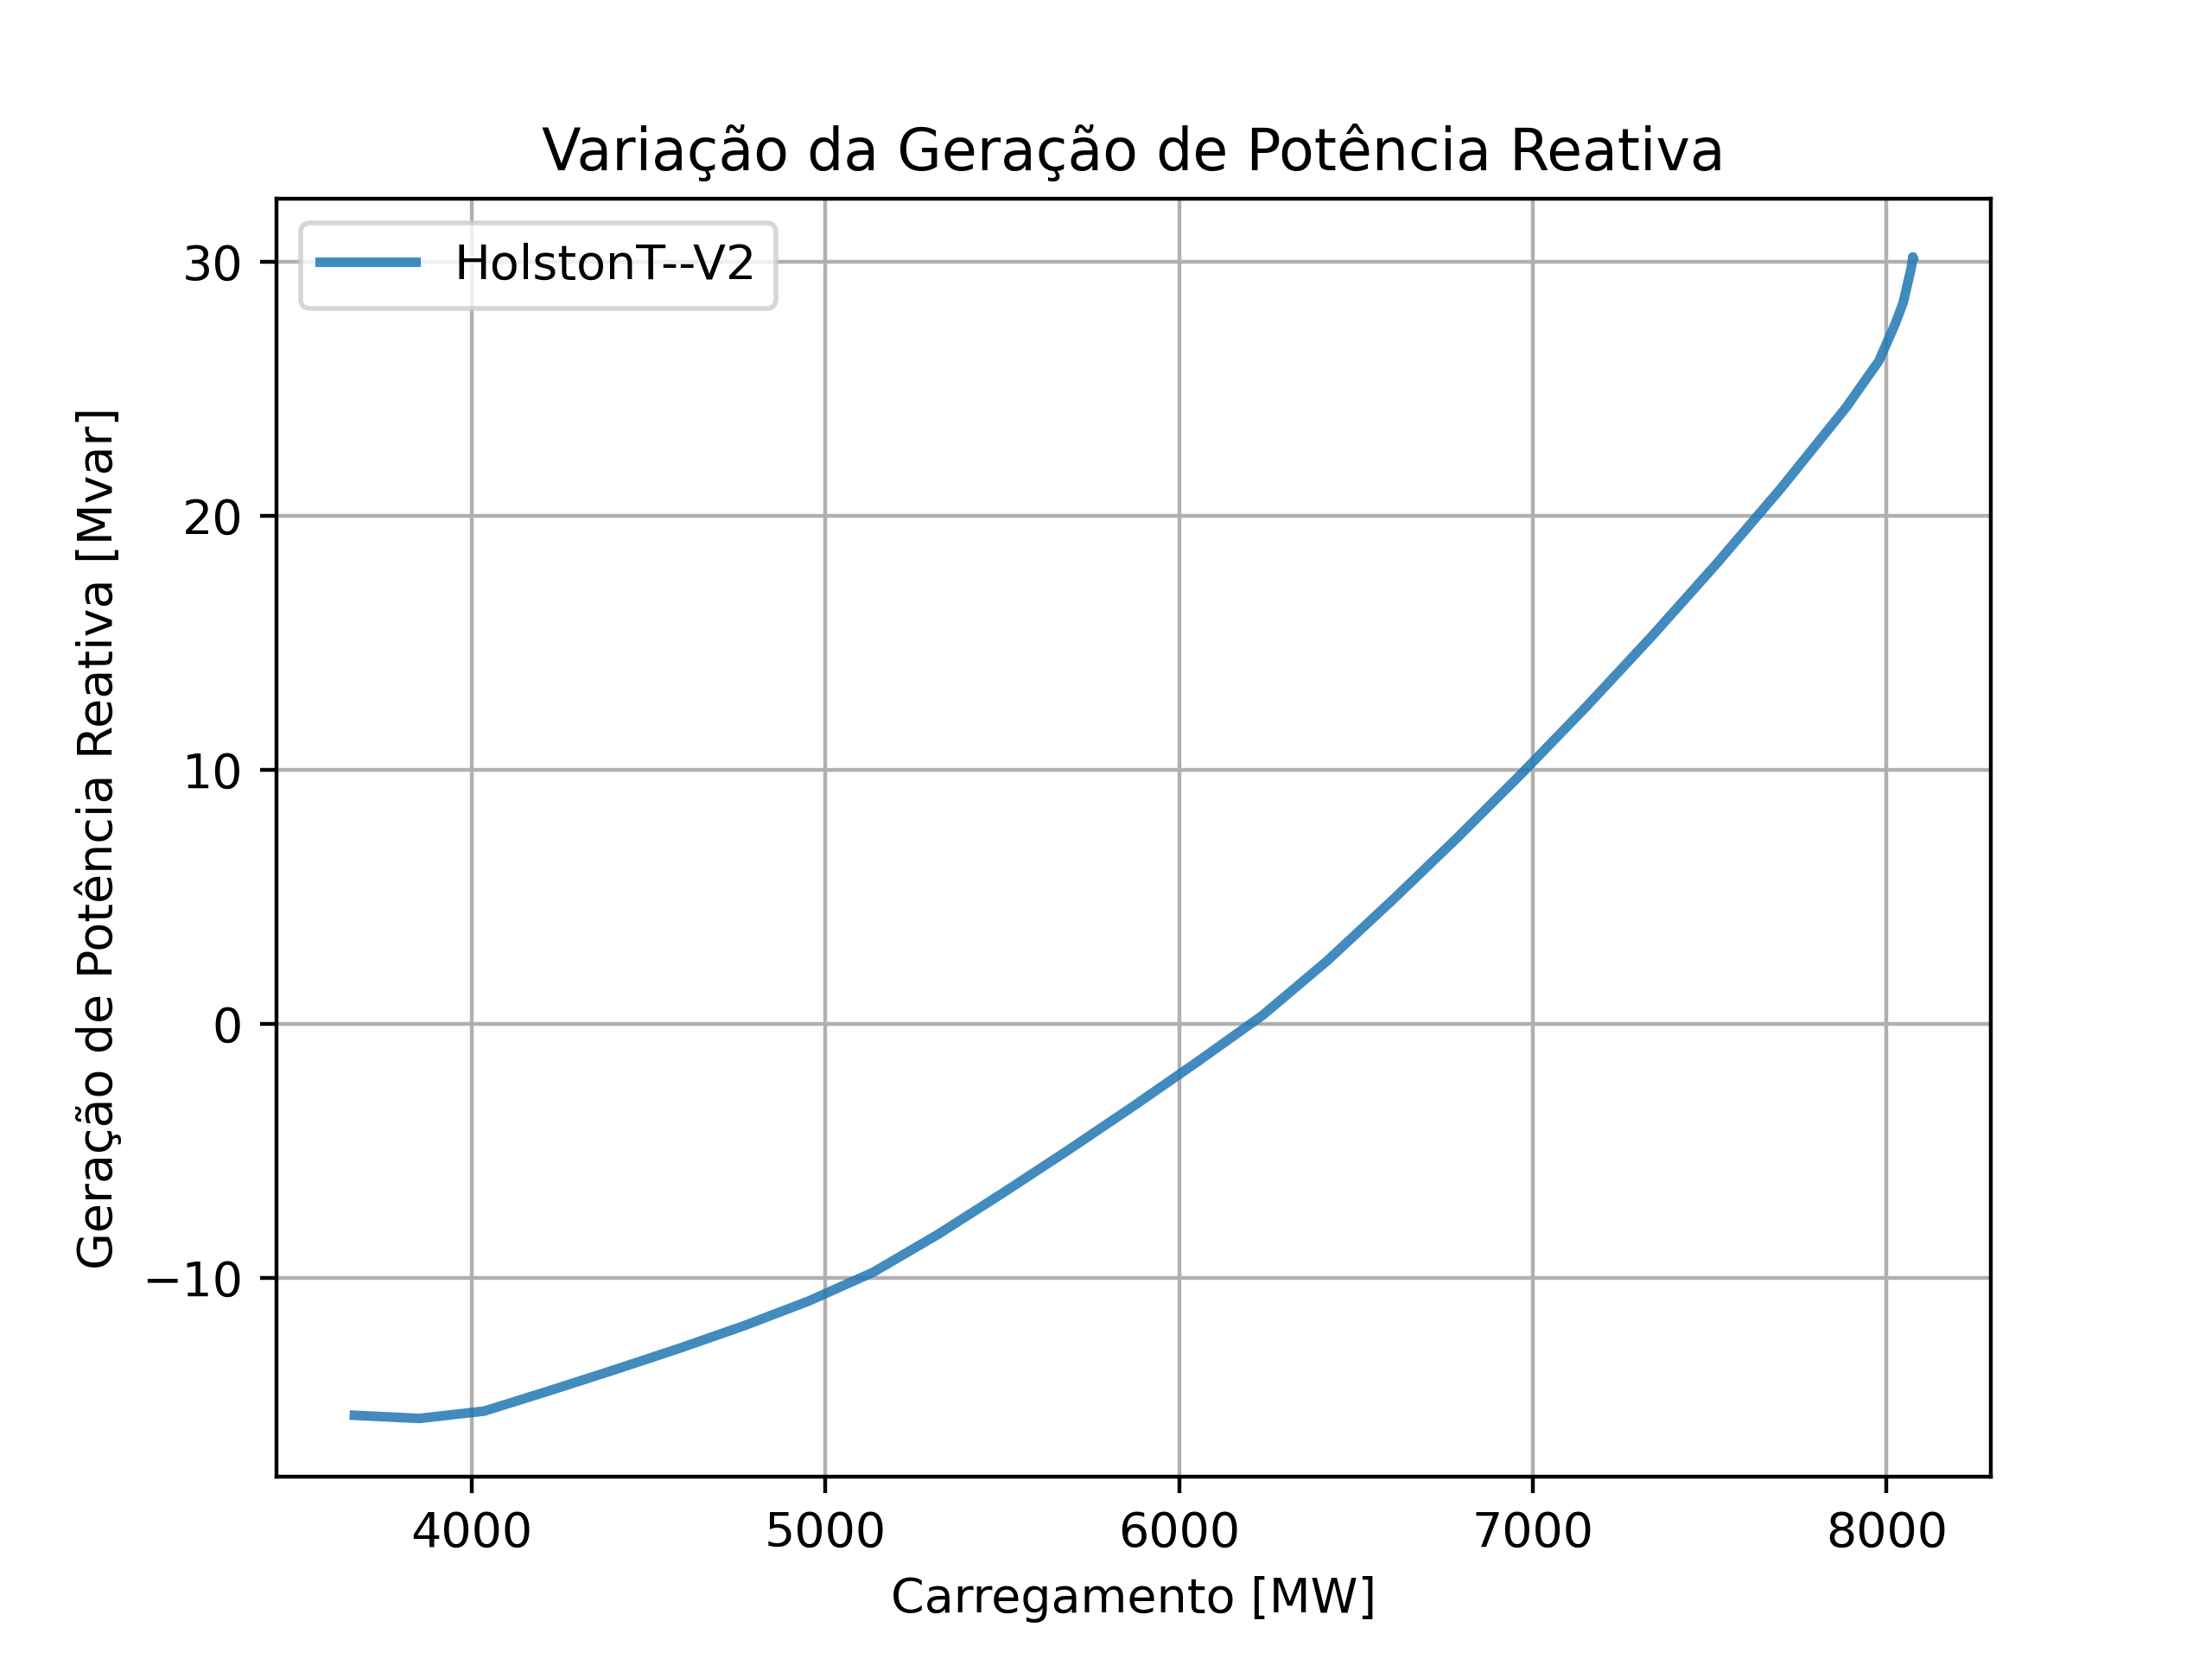 Variação da Geração de Potência Reativa
HolstonT--V2
Geração de Potência Reativa [Mvar]
30
20
10
0
−10
4000 5000 6000 7000 8000
Carregamento [MW]